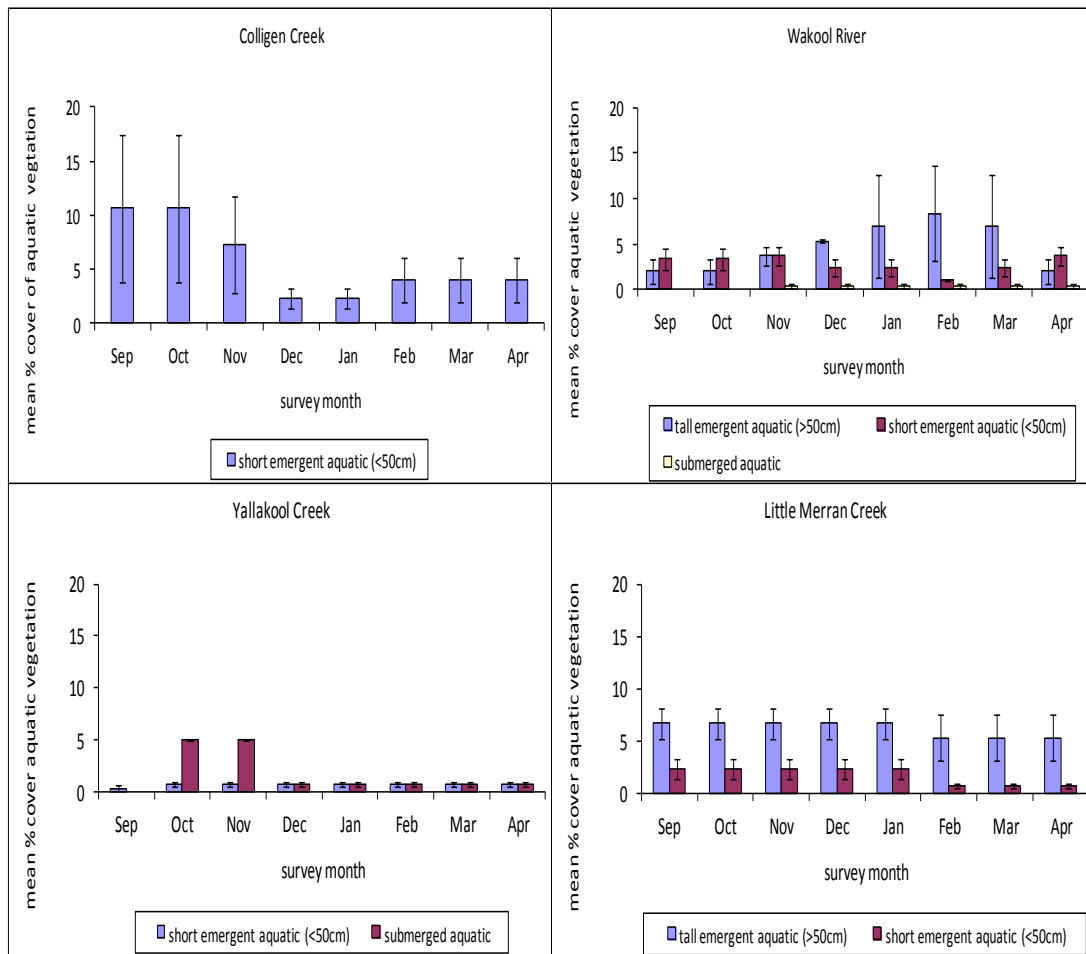 Colligen Creek
mean % cover of aquatic vegtation
20
15
10
5
0
Sep Oct Nov Dec Jan Feb Mar Apr
survey month
short emergent aquatic (<50cm)
Wakool River
mean % cover aquatic vegetation
20
15
10
5
0
Sep Oct Nov Dec Jan Feb Mar Apr
survey month
tall emergent aquatic (>50cm) short emergent aquatic (<50cm)
submerged aquatic
Yallakool Creek
mean % cover aquatic vegetation
20
15
10
5
0
Sep Oct Nov Dec Jan Feb Mar Apr
survey month
short emergent aquatic (<50cm) submerged aquatic
Little Merran Creek
mean % cover aquatic vegetation
20
15
10
5
0
Sep Oct Nov Dec Jan Feb Mar Apr
survey month
tall emergent aquatic (>50cm) short emergent aquatic (<50cm)